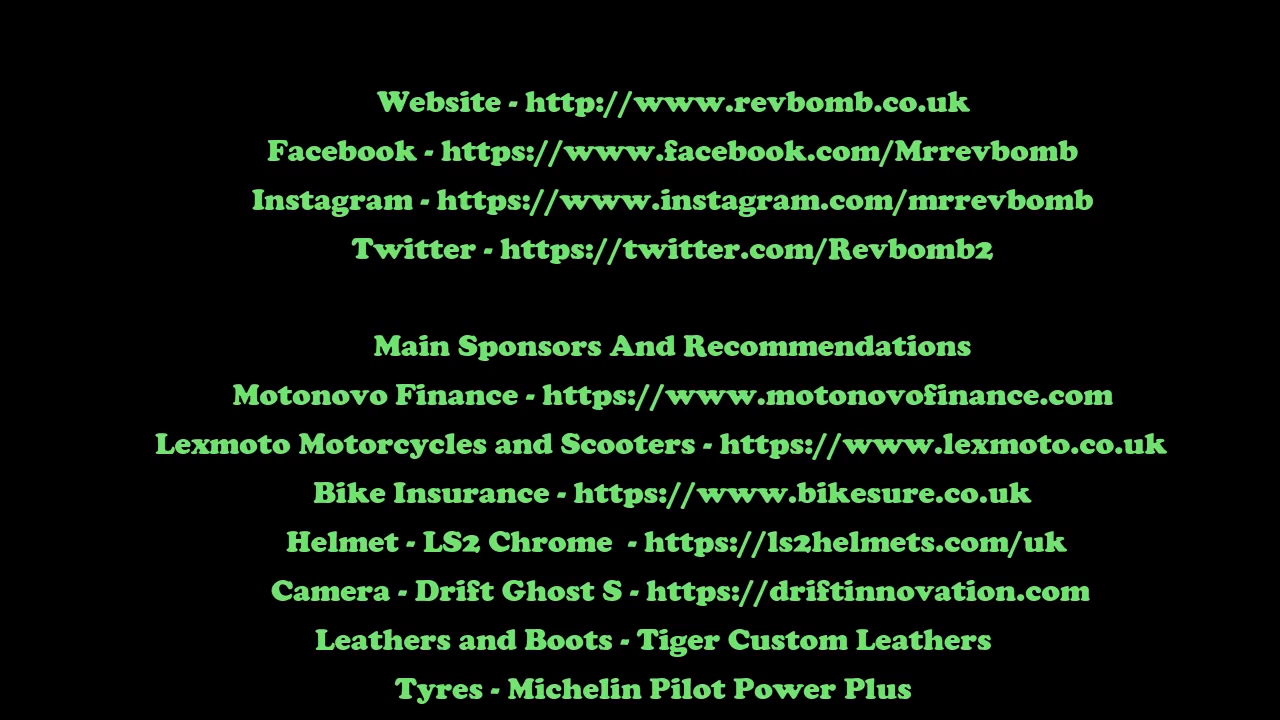 Website - http://www.revbomb.co.uk
Facebook - https://www.facebook.com/Mrrevbomb
Instagram - https://www.instagram.com/mrrevbomb
Twitter - https://twitter.com/Revbomb2
Main Sponsors And Recommendations
Motonovo Finance - https://www.motonovofinance.com
Lexmoto Motorcycles and Scooters - https://www.lexmoto.co.uk
Bike Insurance - https://www.bikesure.co.uk
Helmet - LS2 Chrome  - https://ls2helmets.com/uk
Camera - Drift Ghost S - https://driftinnovation.com
Leathers and Boots - Tiger Custom Leathers
Tyres - Michelin Pilot Power Plus